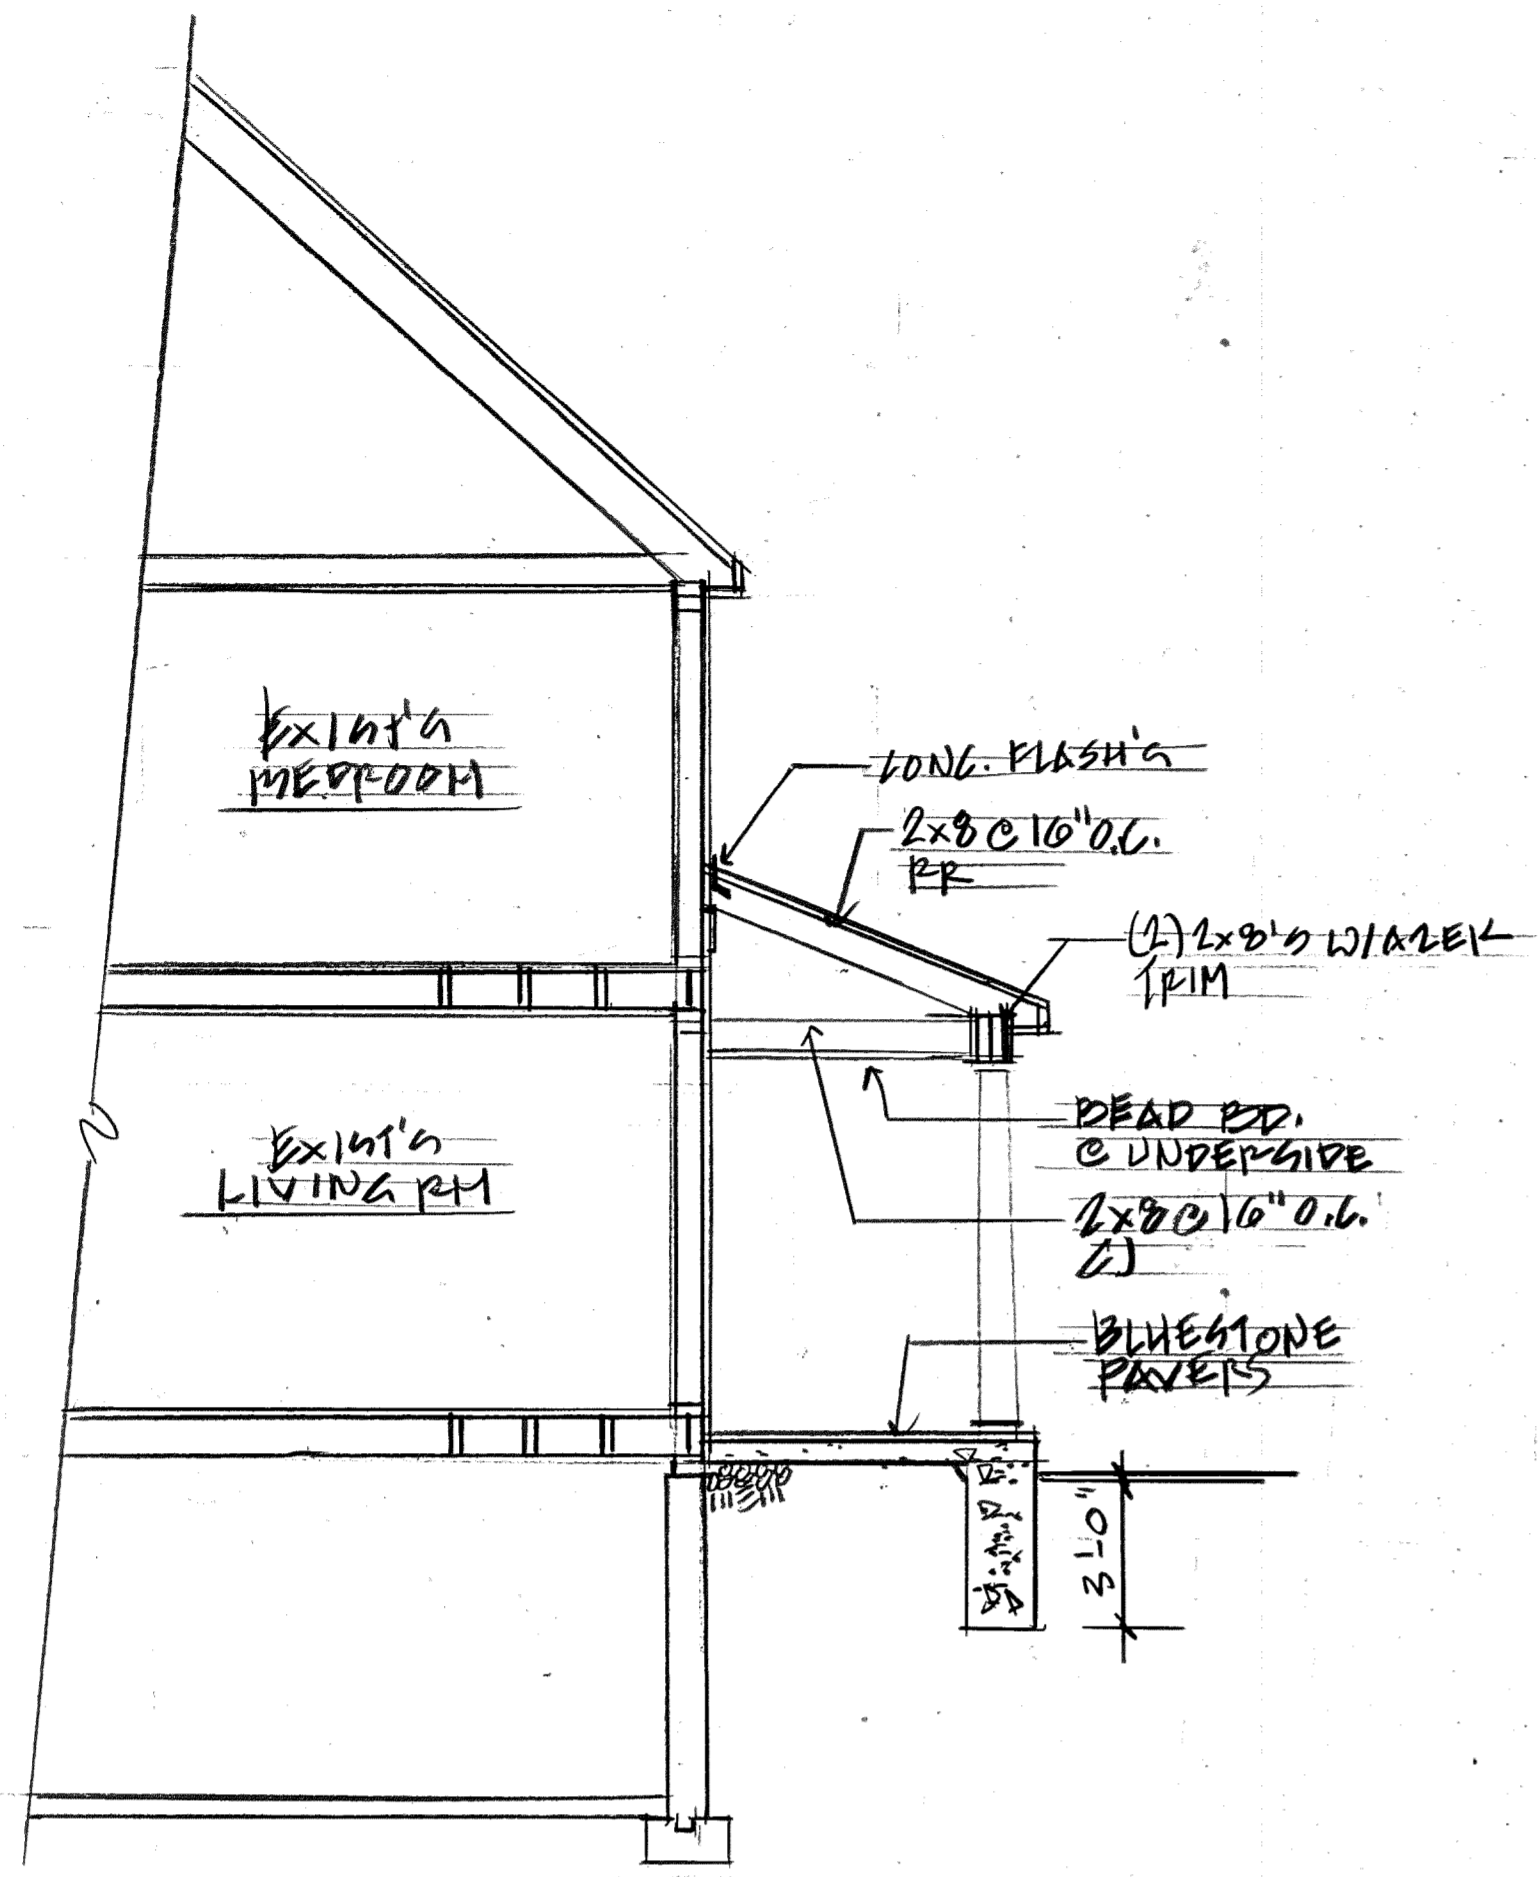 EXIST'G
BEDROOM
CONC. FLASH'G
2x8 @ 16" O.C.
RR
(2) 2x8'S W/AZEK
TRIM
BEAD BD.
@ UNDERSIDE
EXIST'G
LIVING RM
2x8 @ 16" O.C.
CJ
BLUESTONE
PAVERS
3'-0"